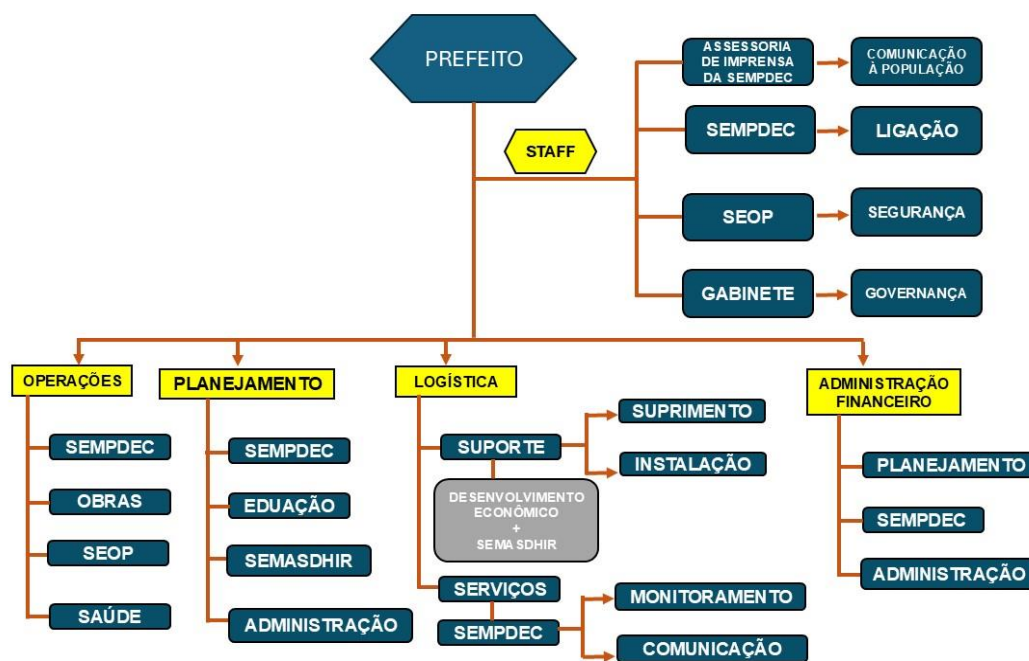 PREFEITO
STAFF
ASSESSORIA
DE IMPRENSA
DA SEMPDEC
COMUNICAÇÃO
À POPULAÇÃO
SEMPDEC
LIGAÇÃO
SEOP
SEGURANÇA
GABINETE
GOVERNANÇA
OPERAÇÕES
SEMPDEC
OBRAS
SEOP
SAÚDE
PLANEJAMENTO
SEMPDEC
EDUAÇÃO
SEMASDHIR
ADMINISTRAÇÃO
LOGÍSTICA
SUPORTE
SUPRIMENTO
INSTALAÇÃO
DESENVOLVIMENTO
ECONÔMICO
+
SEMASDHIR
SERVIÇOS
SEMPDEC
MONITORAMENTO
COMUNICAÇÃO
ADMINISTRAÇÃO
FINANCEIRO
PLANEJAMENTO
SEMPDEC
ADMINISTRAÇÃO